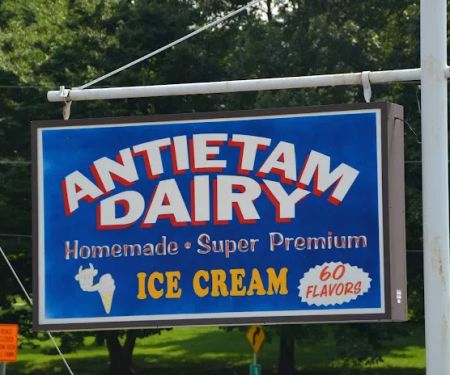 ANTIETAM
DAIRY
Homemade • Super Premium
ICE CREAM
60
FLAVORS